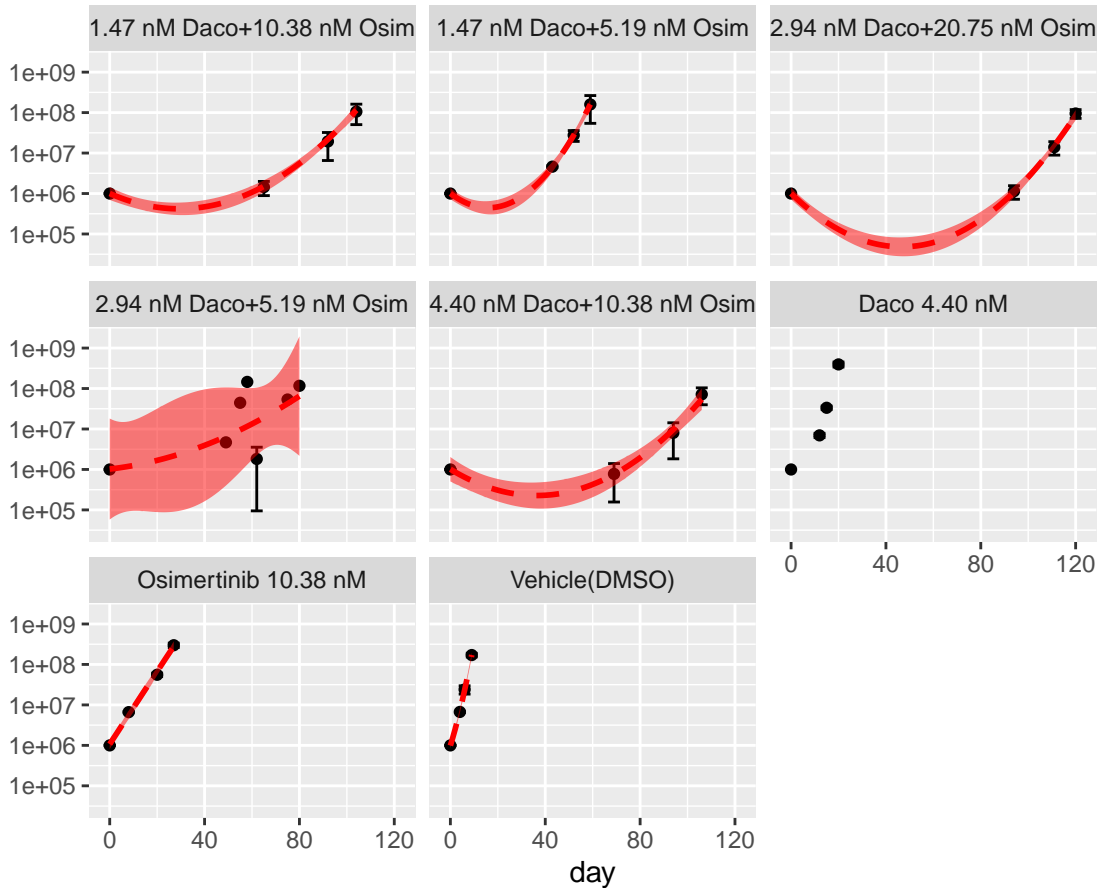 1.47 nM Daco+10.38 nM Osim
1.47 nM Daco+5.19 nM Osim
2.94 nM Daco+20.75 nM Osim
1e+09
1e+08
1e+07
1e+06
1e+05
2.94 nM Daco+5.19 nM Osim
4.40 nM Daco+10.38 nM Osim
Daco 4.40 nM
1e+09
1e+08
1e+07
1e+06
1e+05
0 40 80 120
Osimertinib 10.38 nM
Vehicle(DMSO)
1e+09
1e+08
1e+07
1e+06
1e+05
0 40 80 120
0 40 80 120
day